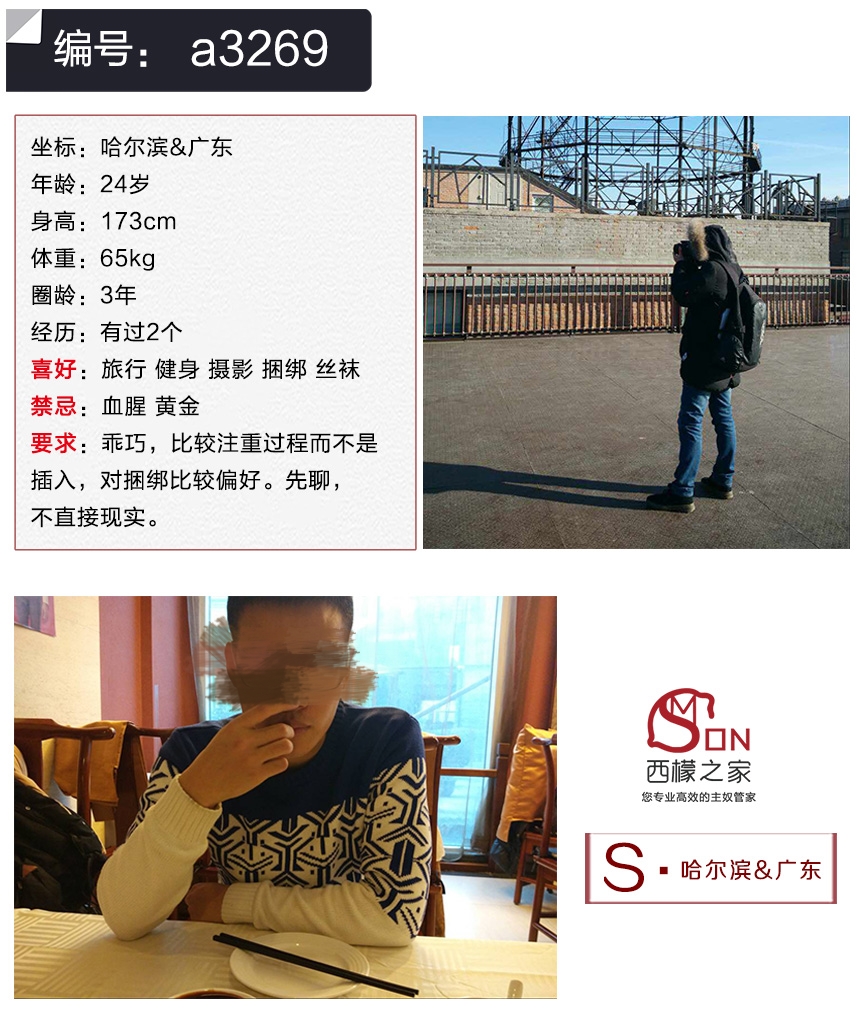 编号： a3269
坐标：哈尔滨&广东
年龄：24岁
身高：173cm
体重：65kg
圈龄：3年
经历：有过2个
喜好：旅行 健身 摄影 捆绑 丝袜
禁忌：血腥 黄金
要求：乖巧，比较注重过程而不是
插入，对捆绑比较偏好。先聊，
不直接现实。
SMON
西檬之家
您专业高效的主奴管家
S·哈尔滨&广东